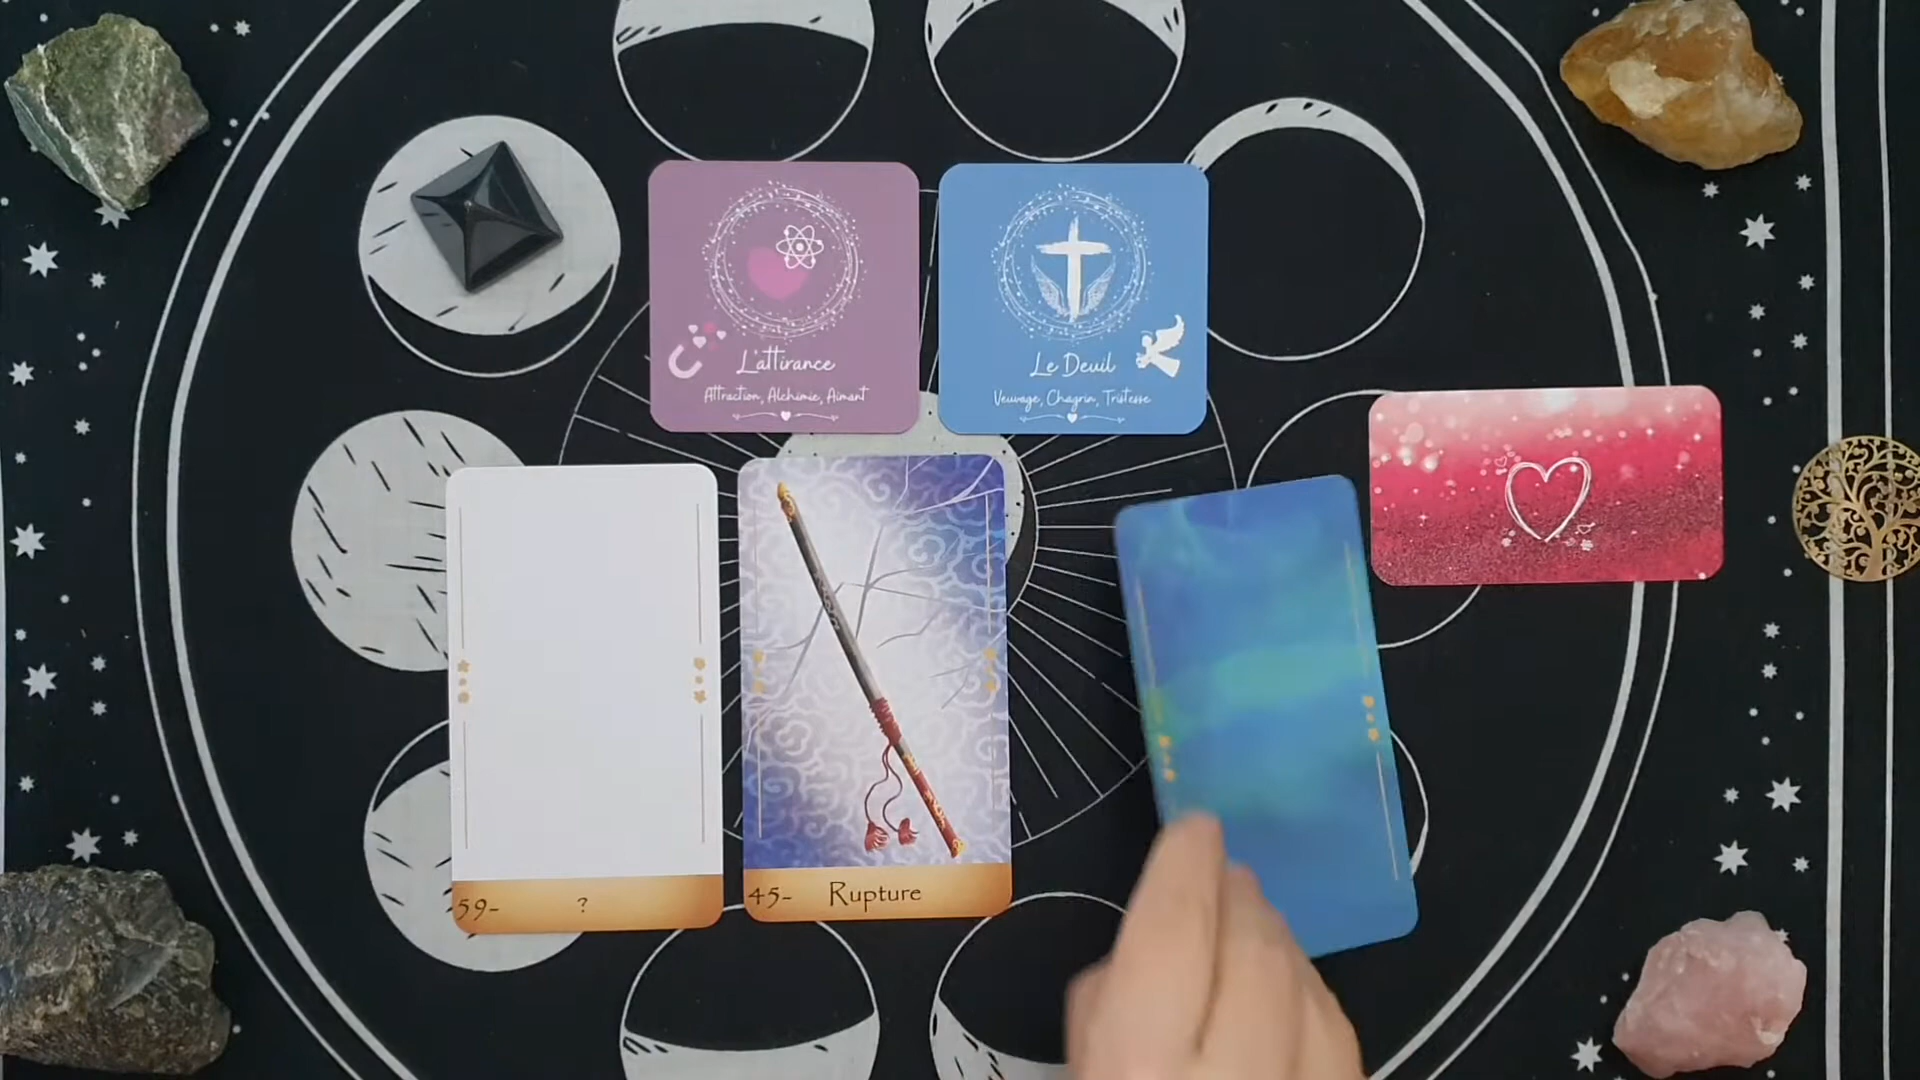 L'attirance
Attraction, Alchimie, Aimant
Le Deuil
Veuvage, Chagrin, Tristesse
59- ?
45- Rupture